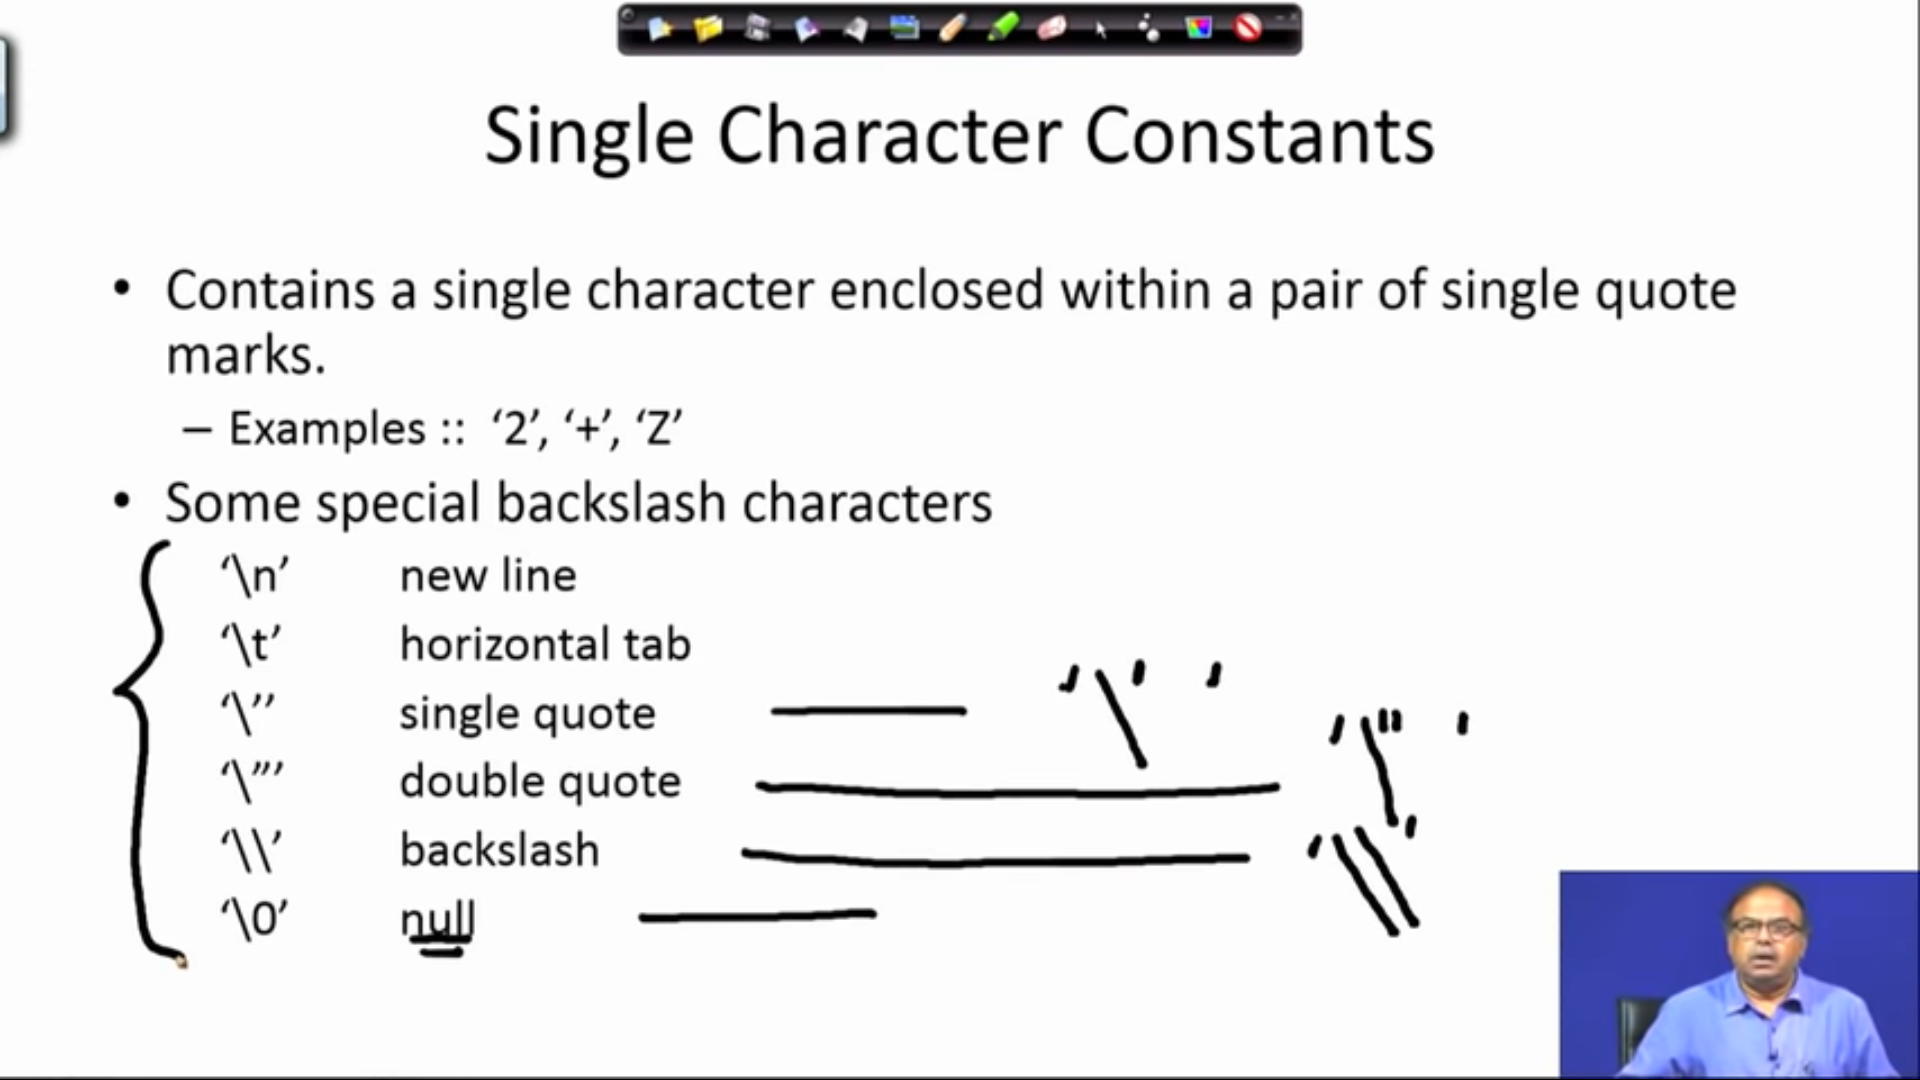 Single Character Constants
• Contains a single character enclosed within a pair of single quote
marks.
– Examples :: ‘2’, ‘+’, ‘Z’
• Some special backslash characters
‘\n’ new line
‘\t’ horizontal tab
‘\’’ single quote '\' '
‘\”’ double quote '\" '
‘\\’ backslash '\\'
‘\0’ null